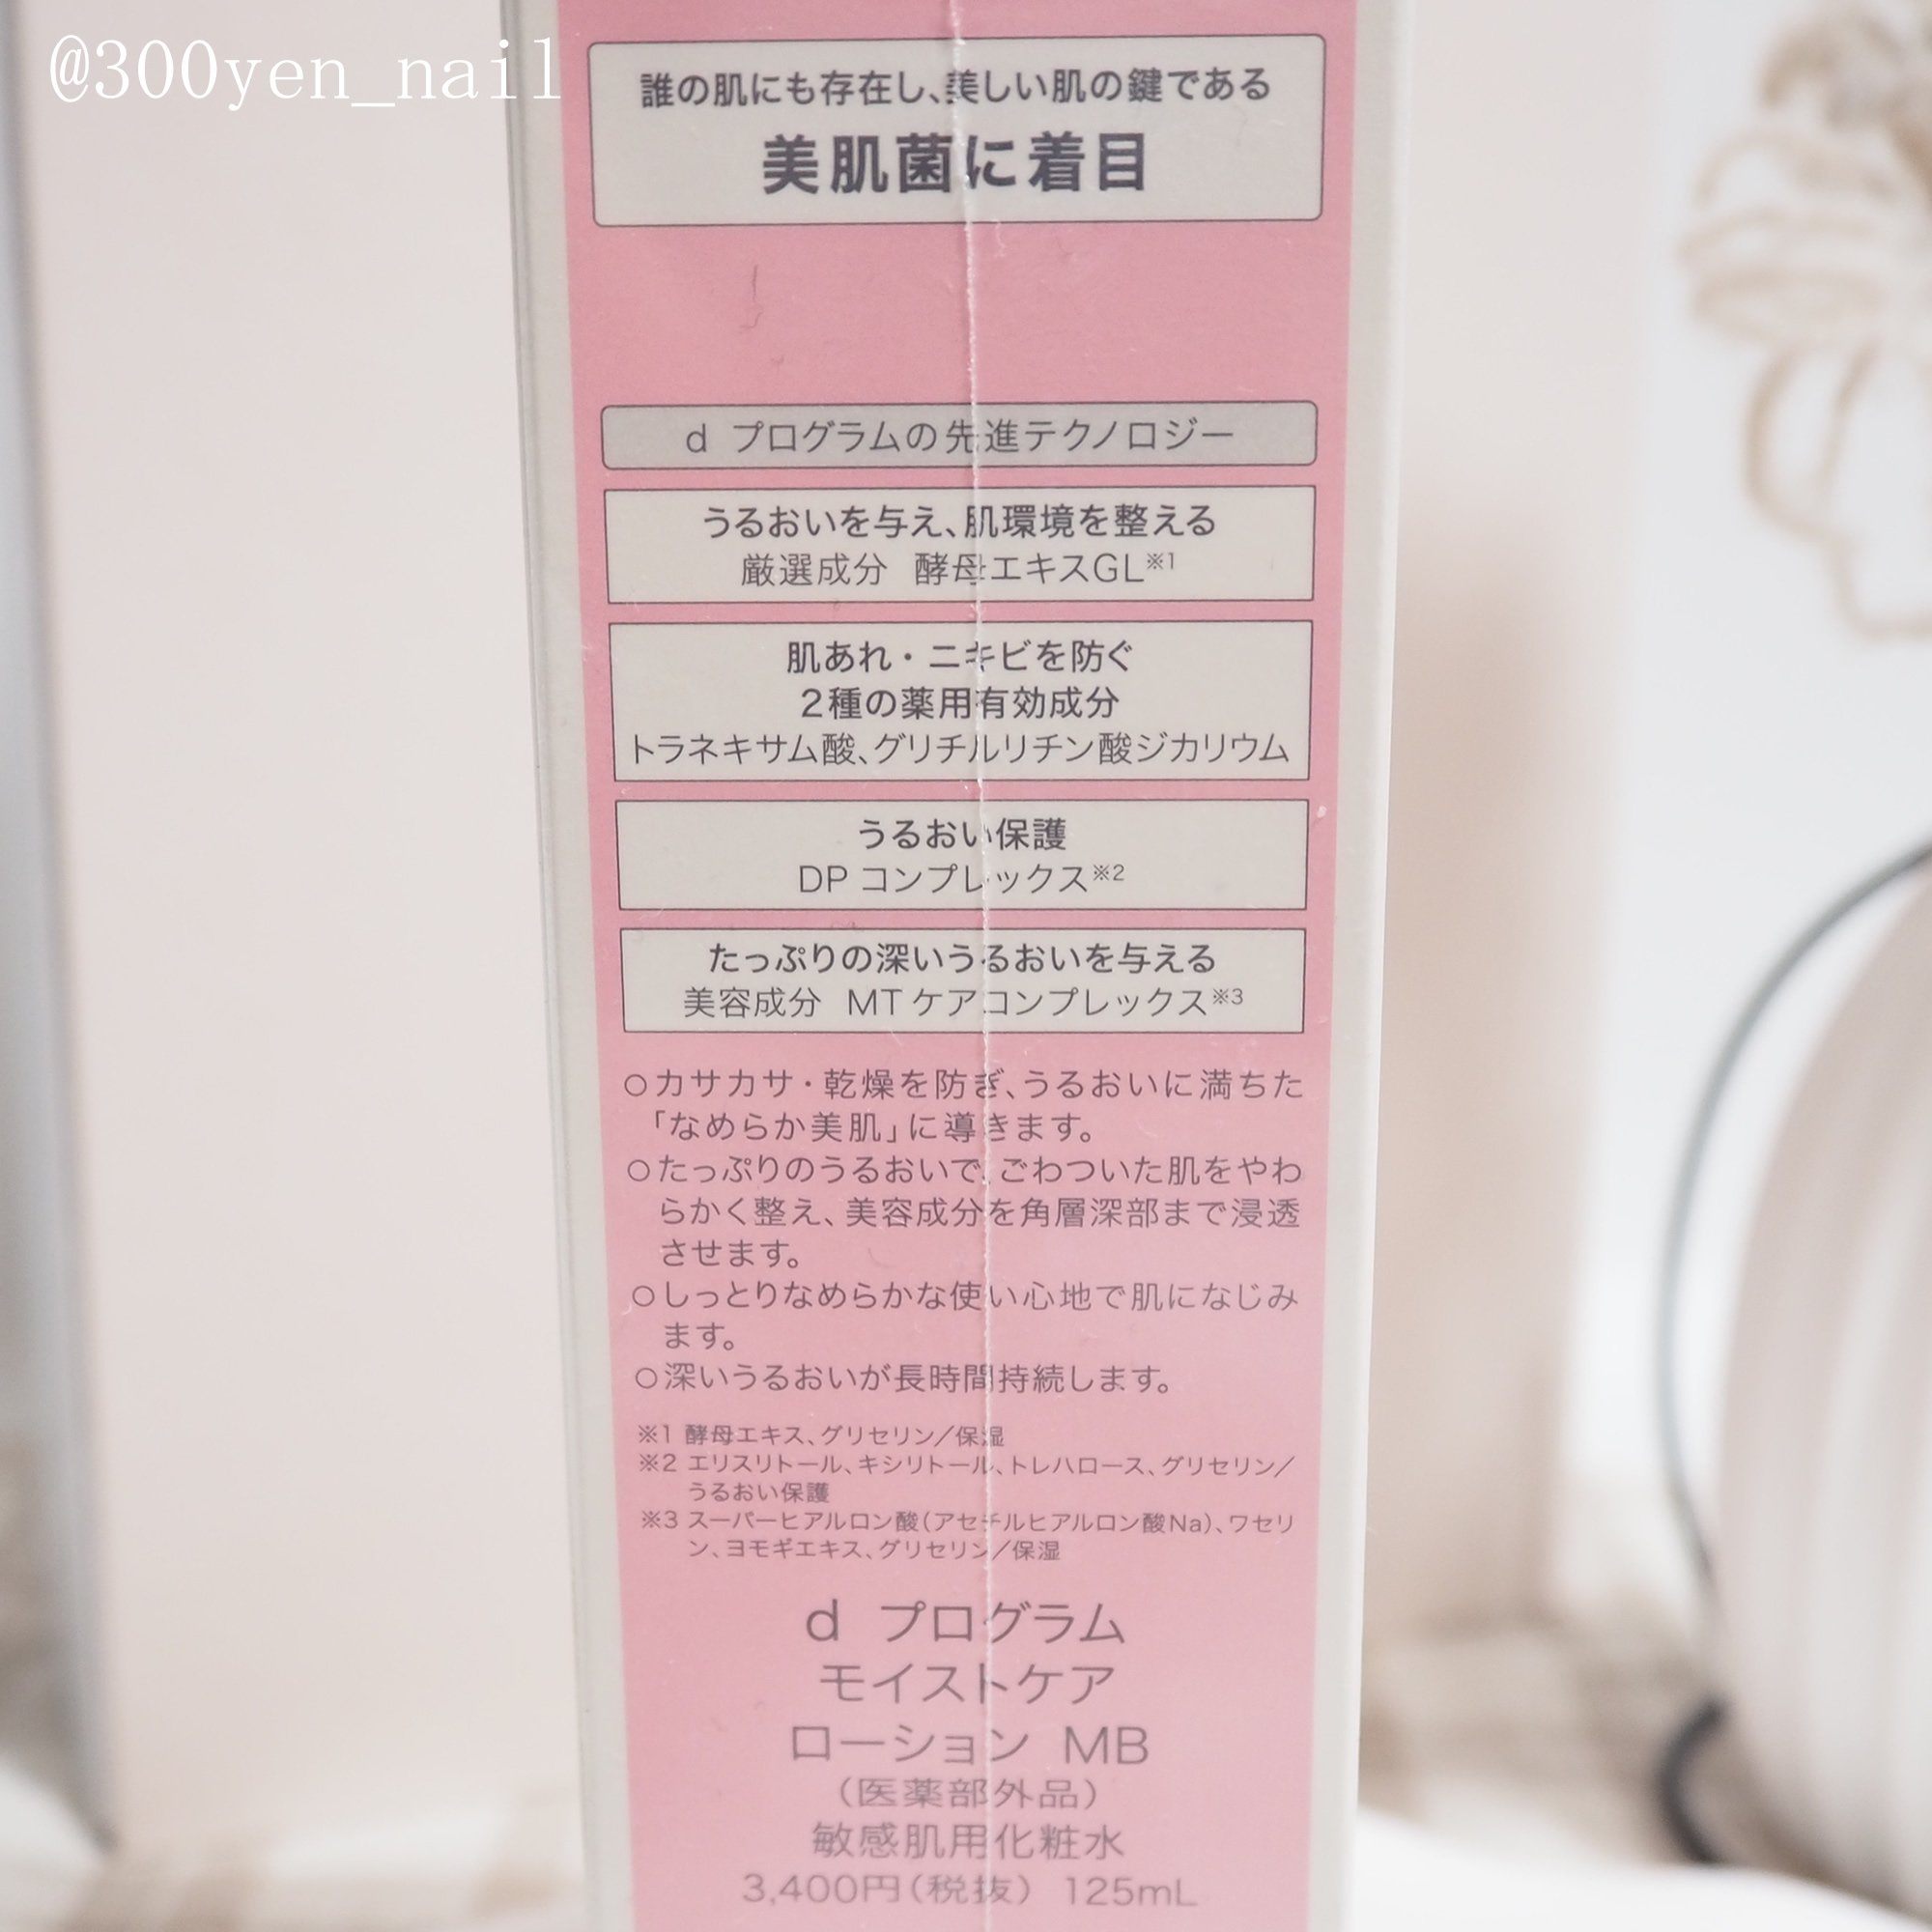 @300yen_nail
誰の肌にも存在し、美しい肌の鍵である
美肌菌に着目
d プログラムの先進テクノロジー
うるおいを与え、肌環境を整える
厳選成分 酵母エキスGL※1
肌あれ・ニキビを防ぐ
2種の薬用有効成分
トラネキサム酸、グリチルリチン酸ジカリウム
うるおい保護
DP コンプレックス※2
たっぷりの深いうるおいを与える
美容成分 MTケアコンプレックス※3
○カサカサ・乾燥を防ぎ、うるおいに満ちた
「なめらか美肌」に導きます。
○たっぷりのうるおいで、ごわついた肌をやわ
らかく整え、美容成分を角層深部まで浸透
させます。
○しっとりなめらかな使い心地で肌になじみ
ます。
○深いうるおいが長時間持続します。
※1 酵母エキス、グリセリン／保湿
※2 エリスリトール、キシリトール、トレハロース、グリセリン／
うるおい保護
※3 スーパーヒアルロン酸（アセチルヒアルロン酸Na）、ワセリ
ン、ヨモギエキス、グリセリン／保湿
d プログラム
モイストケア
ローション MB
（医薬部外品）
敏感肌用化粧水
3,400円（税抜） 125mL